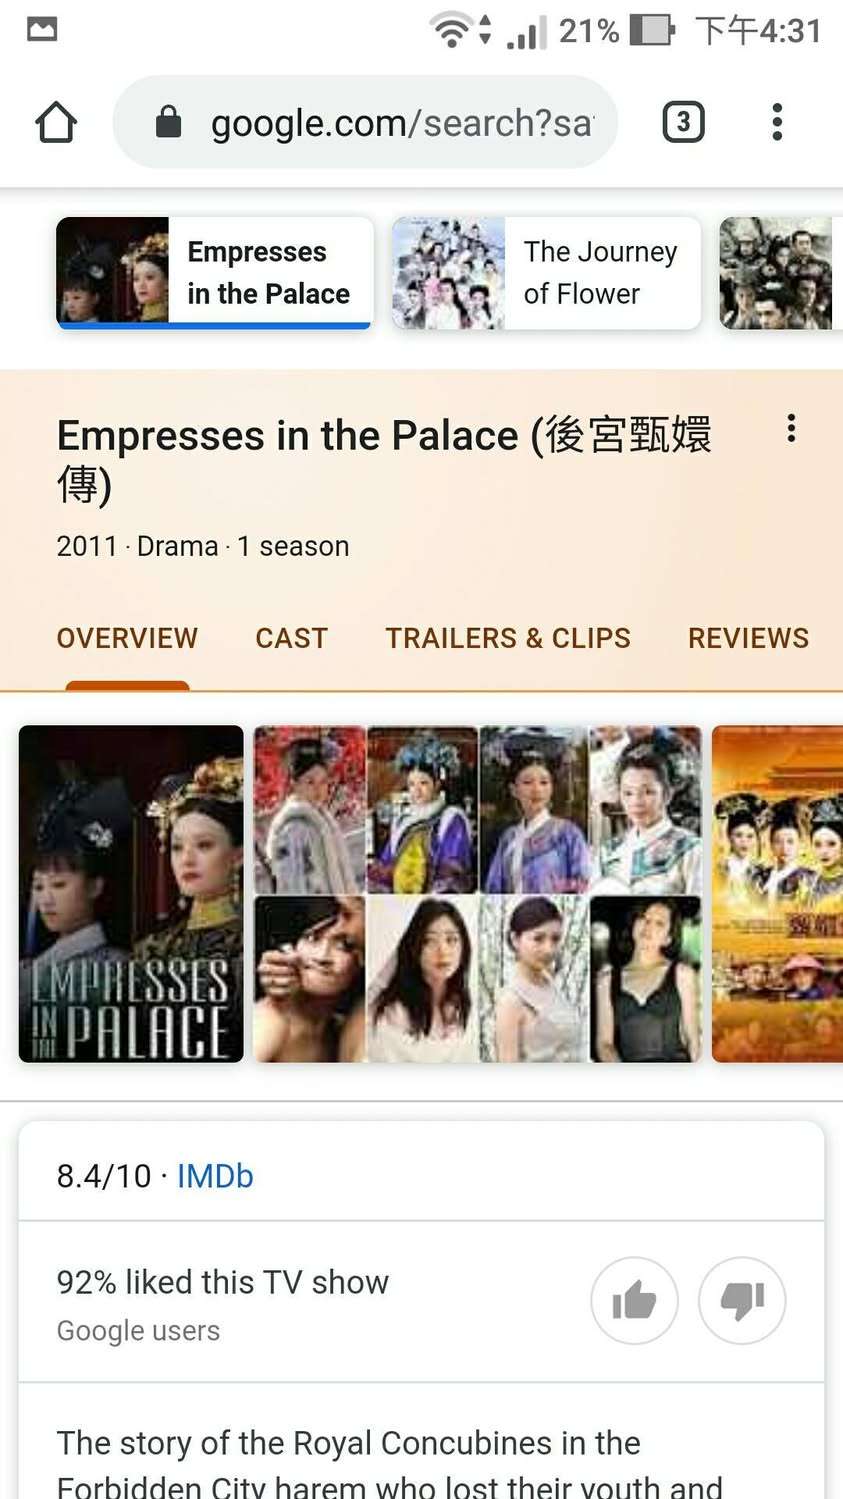 21% 下午4:31
google.com/search?sa
3
Empresses
in the Palace
The Journey
of Flower
Empresses in the Palace (後宮甄嬛
傳)
2011 · Drama · 1 season
OVERVIEW CAST TRAILERS & CLIPS REVIEWS
EMPRESSES
IN THE PALACE
8.4/10 · IMDb
92% liked this TV show
Google users
The story of the Royal Concubines in the
Forbidden City harem who lost their youth and